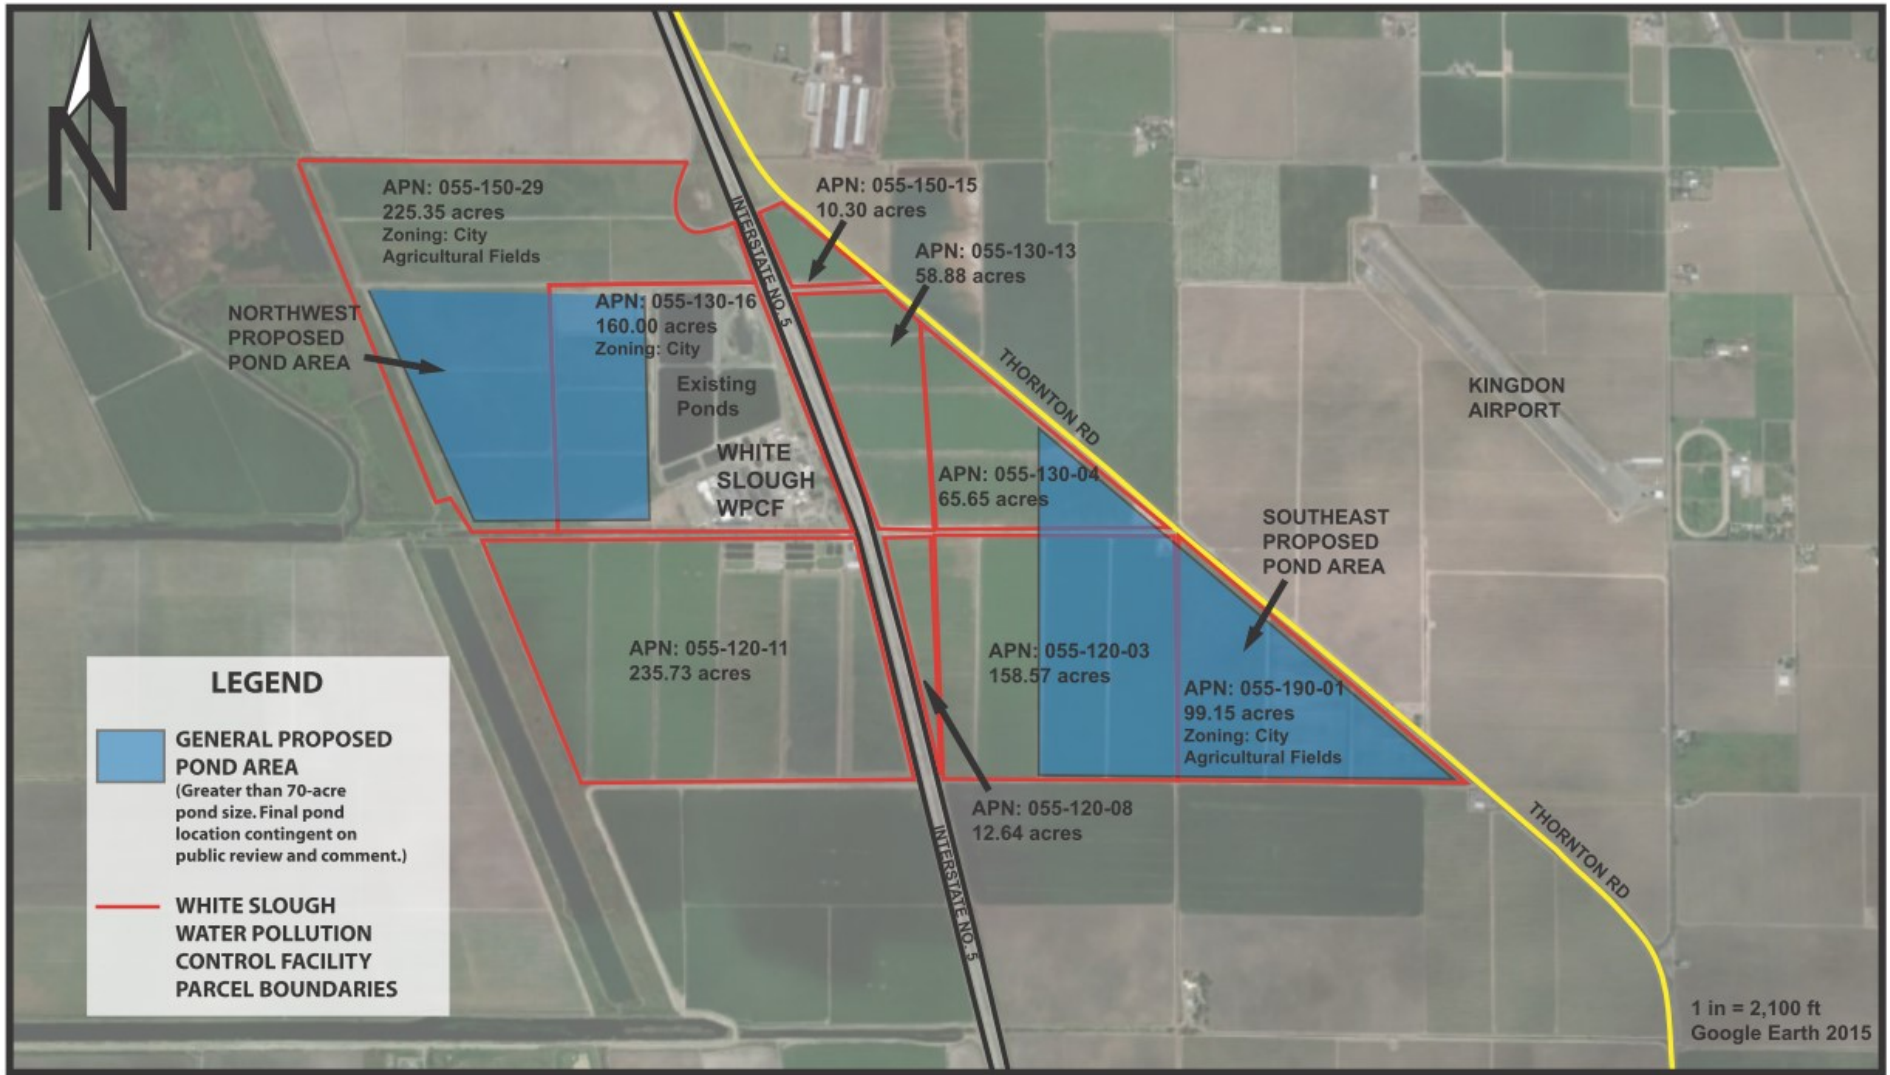 N
APN: 055-150-29
225.35 acres
Zoning: City
Agricultural Fields
APN: 055-150-15
10.30 acres
APN: 055-130-13
58.88 acres
INTERSTATE NO. 5
NORTHWEST
PROPOSED
POND AREA
APN: 055-130-16
160.00 acres
Zoning: City
Existing
Ponds
WHITE
SLOUGH
WPCF
THORNTON RD
KINGDON
AIRPORT
APN: 055-130-04
65.65 acres
SOUTHEAST
PROPOSED
POND AREA
APN: 055-120-11
235.73 acres
APN: 055-120-03
158.57 acres
APN: 055-190-01
99.15 acres
Zoning: City
Agricultural Fields
APN: 055-120-08
12.64 acres
INTERSTATE NO. 5
THORNTON RD
LEGEND
GENERAL PROPOSED
POND AREA
(Greater than 70-acre
pond size. Final pond
location contingent on
public review and comment.)
WHITE SLOUGH
WATER POLLUTION
CONTROL FACILITY
PARCEL BOUNDARIES
1 in = 2,100 ft
Google Earth 2015